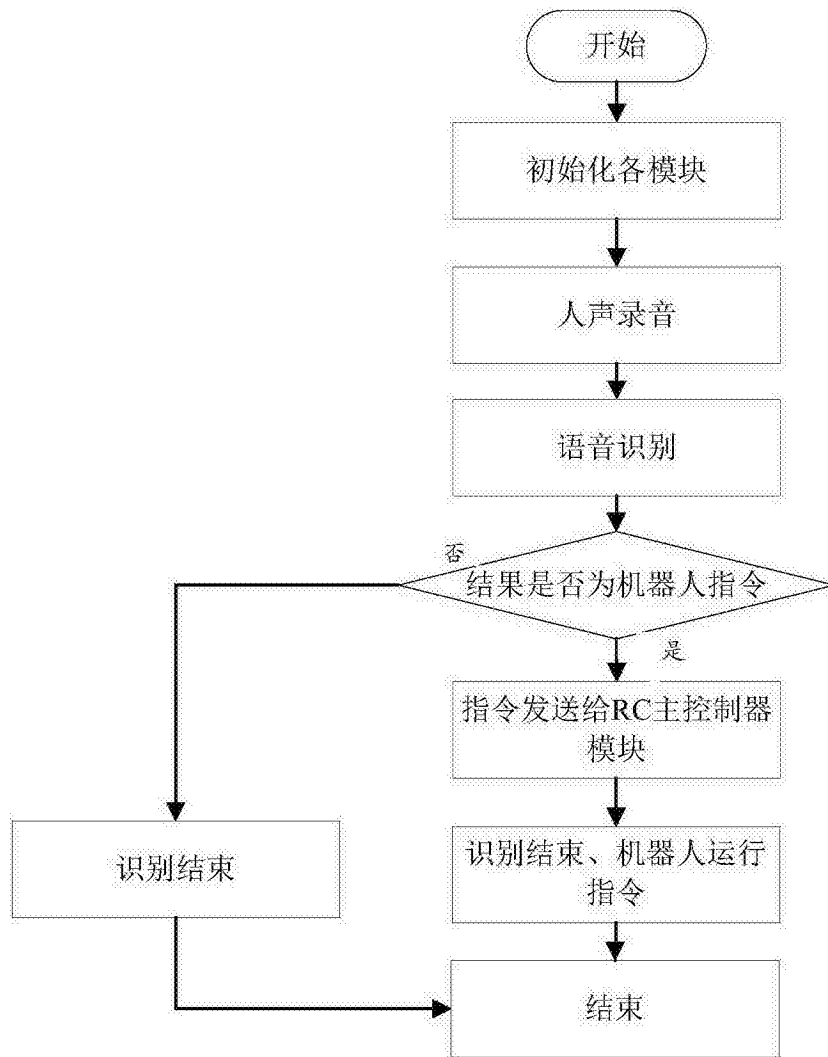 开始
初始化各模块
人声录音
语音识别
否
结果是否为机器人指令
是
指令发送给RC主控制器
模块
识别结束
识别结束、机器人运行
指令
结束